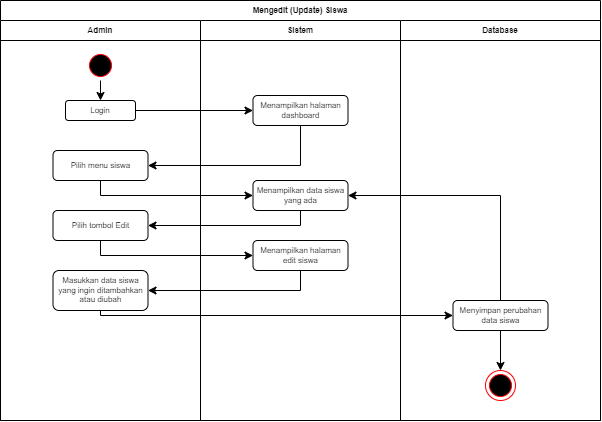 Mengedit (Update) Siswa
Admin
Sistem
Database
Login
Menampilkan halaman
dashboard
Pilih menu siswa
Menampilkan data siswa
yang ada
Pilih tombol Edit
Menampilkan halaman
edit siswa
Masukkan data siswa
yang ingin ditambahkan
atau diubah
Menyimpan perubahan
data siswa